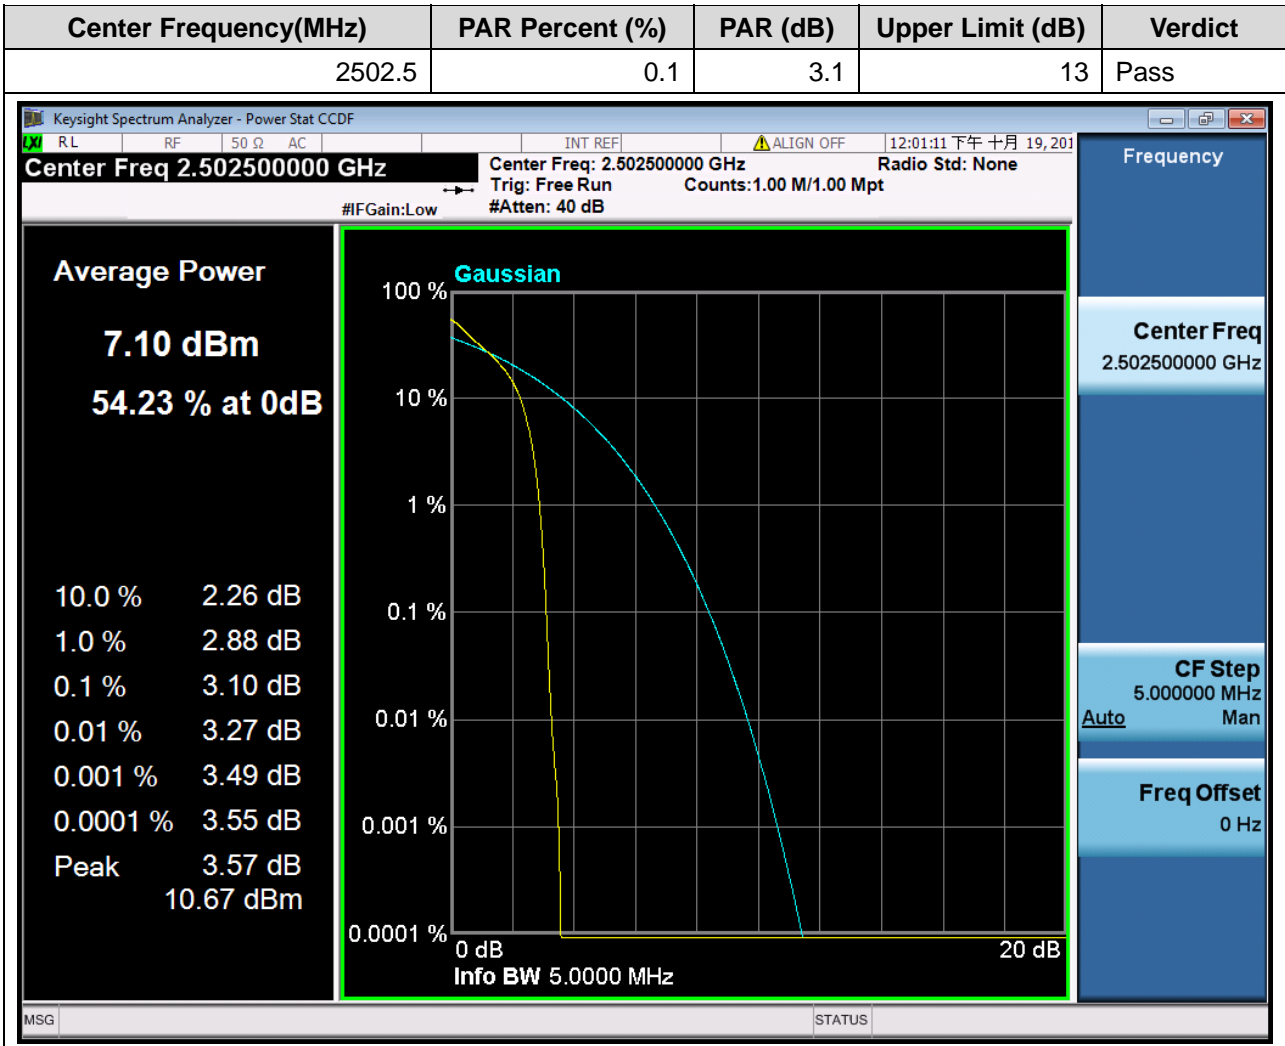 Center Frequency(MHz) PAR Percent (%) PAR (dB) Upper Limit (dB) Verdict
2502.5 0.1 3.1 13 Pass
Keysight Spectrum Analyzer - Power Stat CCDF
LXI RL RF 50 Ω AC INT REF ALIGN OFF 12:01:11 下午 十月 19, 201
Center Freq 2.502500000 GHz
Center Freq: 2.502500000 GHz Radio Std: None
Trig: Free Run Counts:1.00 M/1.00 Mpt
#IFGain:Low #Atten: 40 dB
Frequency
Average Power
7.10 dBm
54.23 % at 0dB
10.0 % 2.26 dB
1.0 % 2.88 dB
0.1 % 3.10 dB
0.01 % 3.27 dB
0.001 % 3.49 dB
0.0001 % 3.55 dB
Peak 3.57 dB
10.67 dBm
Gaussian
100 %
10 %
1 %
0.1 %
0.01 %
0.001 %
0.0001 %
0 dB 20 dB
Info BW 5.0000 MHz
Center Freq
2.502500000 GHz
CF Step
5.000000 MHz
Auto Man
Freq Offset
0 Hz
MSG STATUS